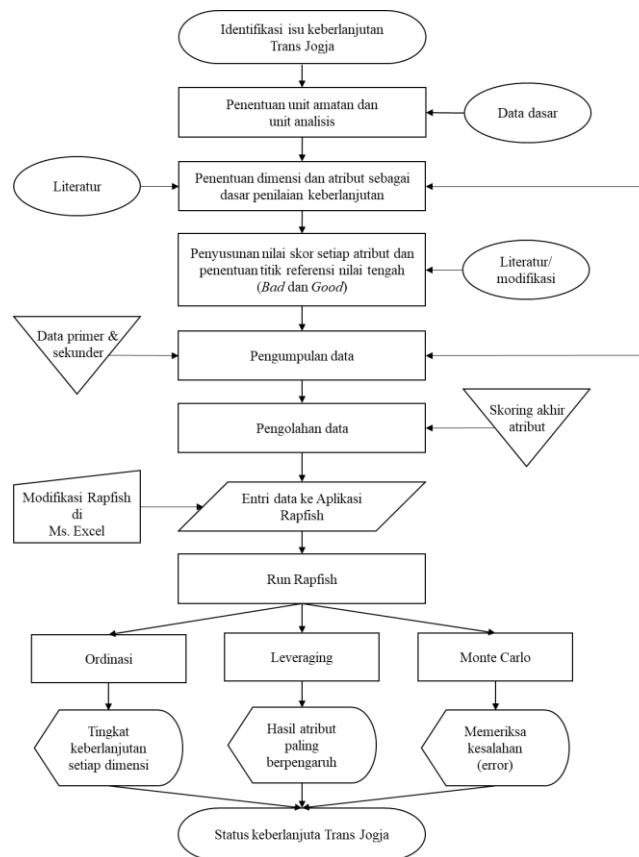 Identifikasi isu keberlanjutan
Trans Jogja
Penentuan unit amatan dan
unit analisis
Data dasar
Literatur
Penentuan dimensi dan atribut sebagai
dasar penilaian keberlanjutan
Penyusunan nilai skor setiap atribut dan
penentuan titik referensi nilai tengah
(Bad dan Good)
Literatur/
modifikasi
Data primer &
sekunder
Pengumpulan data
Pengolahan data
Skoring akhir
atribut
Modifikasi Rapfish
di
Ms. Excel
Entri data ke Aplikasi
Rapfish
Run Rapfish
Ordinasi
Leveraging
Monte Carlo
Tingkat
keberlanjutan
setiap dimensi
Hasil atribut
paling
berpengaruh
Memeriksa
kesalahan
(error)
Status keberlanjuta Trans Jogja